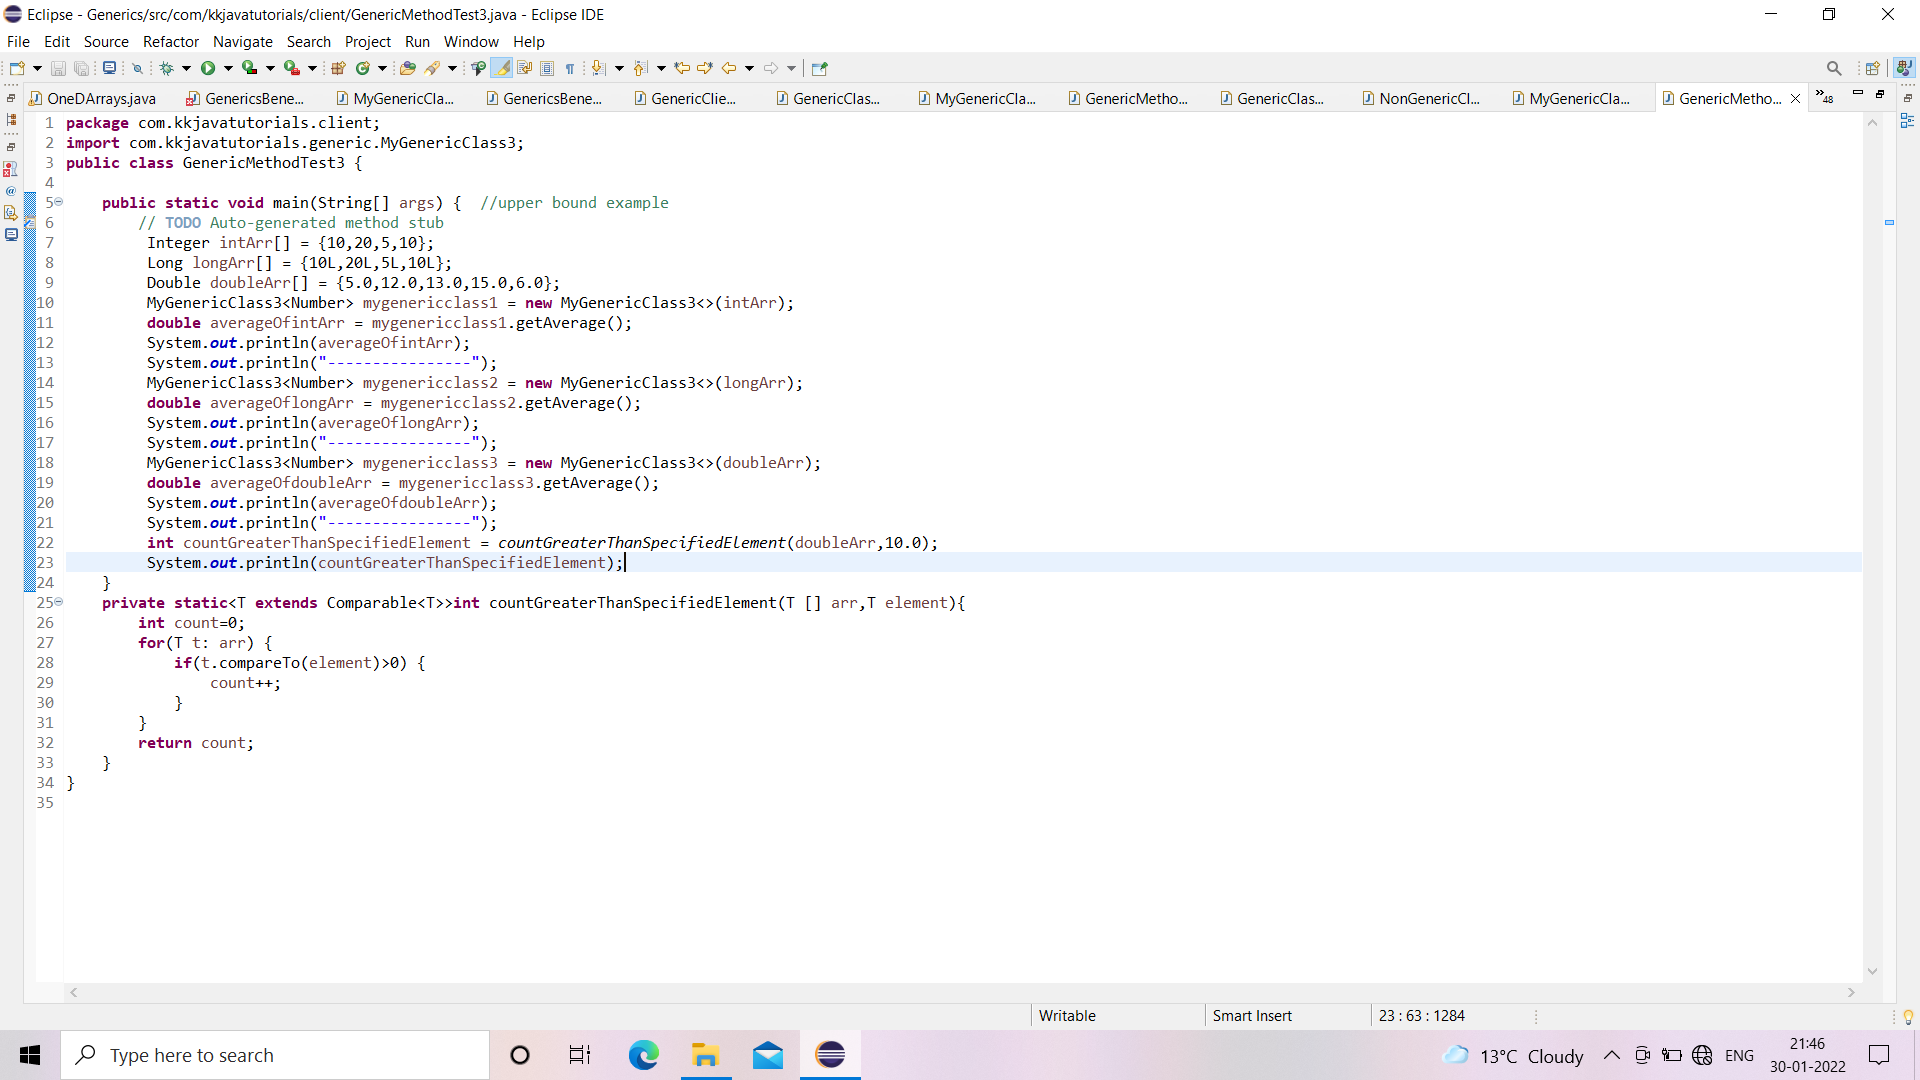 Eclipse - Generics/src/com/kkjavatutorials/client/GenericMethodTest3.java - Eclipse IDE
File Edit Source Refactor Navigate Search Project Run Window Help
OneDArrays.java GenericsBene... MyGenericCla... GenericsBene... GenericClie... GenericClas... MyGenericCla... GenericMetho... GenericClas... NonGenericCl... MyGenericCla... GenericMetho... 48
1 package com.kkjavatutorials.client;
2 import com.kkjavatutorials.generic.MyGenericClass3;
3 public class GenericMethodTest3 {
4
5 public static void main(String[] args) { //upper bound example
6 // TODO Auto-generated method stub
7 Integer intArr[] = {10,20,5,10};
8 Long longArr[] = {10L,20L,5L,10L};
9 Double doubleArr[] = {5.0,12.0,13.0,15.0,6.0};
10 MyGenericClass3<Number> mygenericclass1 = new MyGenericClass3<>(intArr);
11 double averageOfintArr = mygenericclass1.getAverage();
12 System.out.println(averageOfintArr);
13 System.out.println("----------------");
14 MyGenericClass3<Number> mygenericclass2 = new MyGenericClass3<>(longArr);
15 double averageOflongArr = mygenericclass2.getAverage();
16 System.out.println(averageOflongArr);
17 System.out.println("----------------");
18 MyGenericClass3<Number> mygenericclass3 = new MyGenericClass3<>(doubleArr);
19 double averageOfdoubleArr = mygenericclass3.getAverage();
20 System.out.println(averageOfdoubleArr);
21 System.out.println("----------------");
22 int countGreaterThanSpecifiedElement = countGreaterThanSpecifiedElement(doubleArr,10.0);
23 System.out.println(countGreaterThanSpecifiedElement);
24 }
25 private static<T extends Comparable<T>>int countGreaterThanSpecifiedElement(T [] arr,T element){
26 int count=0;
27 for(T t: arr) {
28 if(t.compareTo(element)>0) {
29 count++;
30 }
31 }
32 return count;
33 }
34 }
35
Writable Smart Insert 23 : 63 : 1284
Type here to search 13°C Cloudy ENG 21:46
30-01-2022